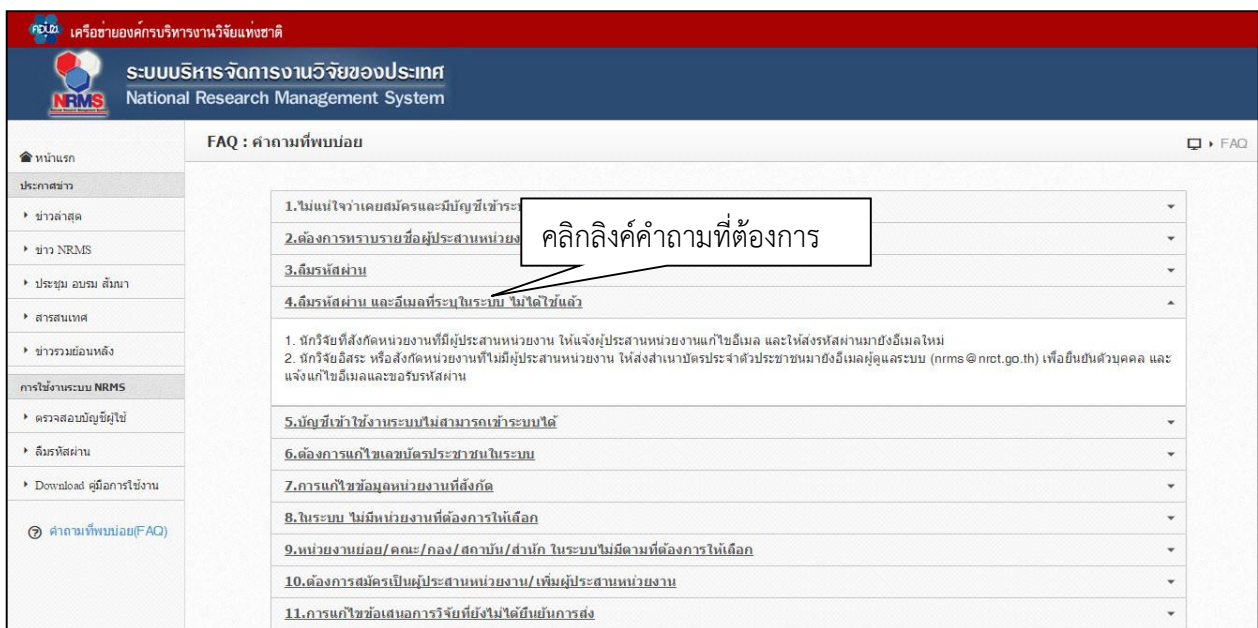 คอบช เครือข่ายองค์กรบริหารงานวิจัยแห่งชาติ
ระบบบริหารจัดการงานวิจัยของประเทศ
NRMS
National Research Management System
FAQ : คำถามที่พบบ่อย
FAQ
หน้าแรก
ประกาศข่าว
ข่าวล่าสุด
ข่าว NRMS
ประชุม อบรม สัมนา
สารสนเทศ
ข่าวรวมย้อนหลัง
การใช้งานระบบ NRMS
ตรวจสอบบัญชีผู้ใช้
ลืมรหัสผ่าน
Download คู่มือการใช้งาน
คำถามที่พบบ่อย(FAQ)
1.ไม่แน่ใจว่าเคยสมัครและมีบัญชีเข้าระบ
2.ต้องการทราบรายชื่อผู้ประสานหน่วยง
คลิกลิงค์คำถามที่ต้องการ
3.ลืมรหัสผ่าน
4.ลืมรหัสผ่าน และอีเมลที่ระบุในระบบ ไม่ได้ใช้แล้ว
1. นักวิจัยที่สังกัดหน่วยงานที่มีผู้ประสานหน่วยงาน ให้แจ้งผู้ประสานหน่วยงานแก้ไขอีเมล และให้ส่งรหัสผ่านมายังอีเมลใหม่
2. นักวิจัยอิสระ หรือสังกัดหน่วยงานที่ไม่มีผู้ประสานหน่วยงาน ให้ส่งสำเนาบัตรประจำตัวประชาชนมายังอีเมลผู้ดูแลระบบ (nrms@nrct.go.th) เพื่อยืนยันตัวบุคคล และ
แจ้งแก้ไขอีเมลและขอรับรหัสผ่าน
5.บัญชีเข้าใช้งานระบบไม่สามารถเข้าระบบได้
6.ต้องการแก้ไขเลขบัตรประชาชนในระบบ
7.การแก้ไขข้อมูลหน่วยงานที่สังกัด
8.ในระบบ ไม่มีหน่วยงานที่ต้องการให้เลือก
9.หน่วยงานย่อย/คณะ/กอง/สถาบัน/สำนัก ในระบบไม่มีตามที่ต้องการให้เลือก
10.ต้องการสมัครเป็นผู้ประสานหน่วยงาน/เพิ่มผู้ประสานหน่วยงาน
11.การแก้ไขข้อเสนอการวิจัยที่ยังไม่ได้ยืนยันการส่ง